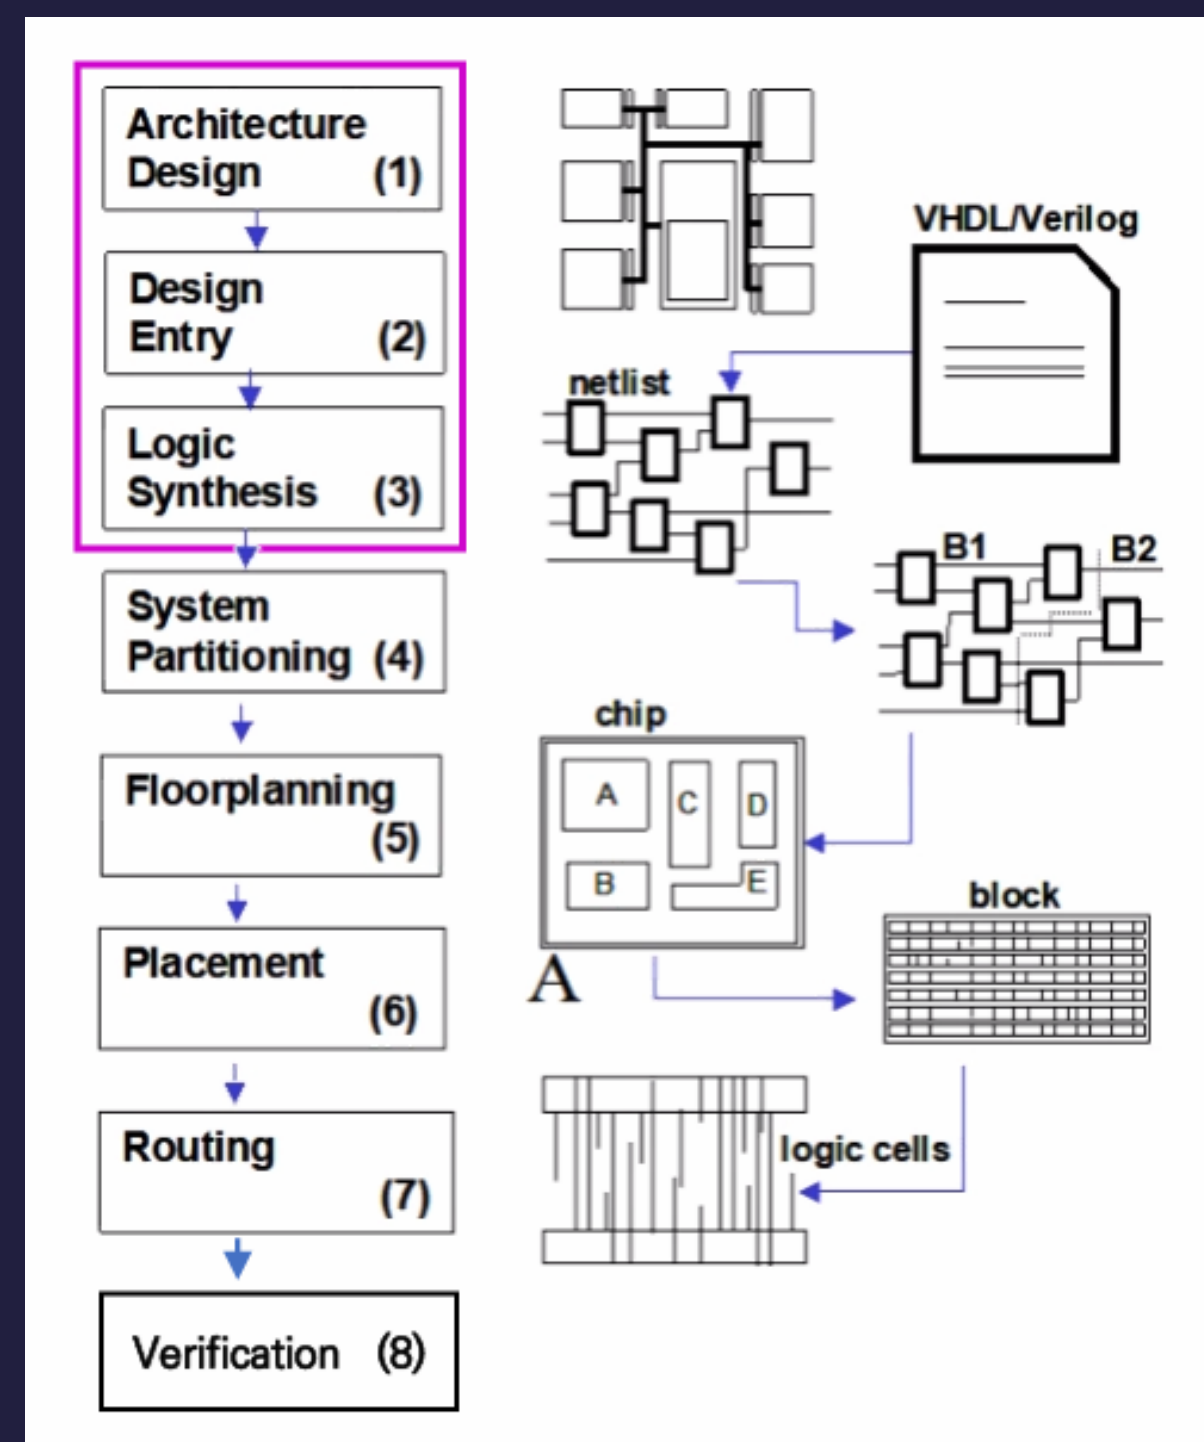 Architecture
Design (1)
Design
Entry (2)
Logic
Synthesis (3)
System
Partitioning (4)
Floorplanning
(5)
Placement
(6)
Routing
(7)
Verification (8)
VHDL/Verilog
netlist
B1
B2
chip
A
C
D
B
E
A
block
logic cells